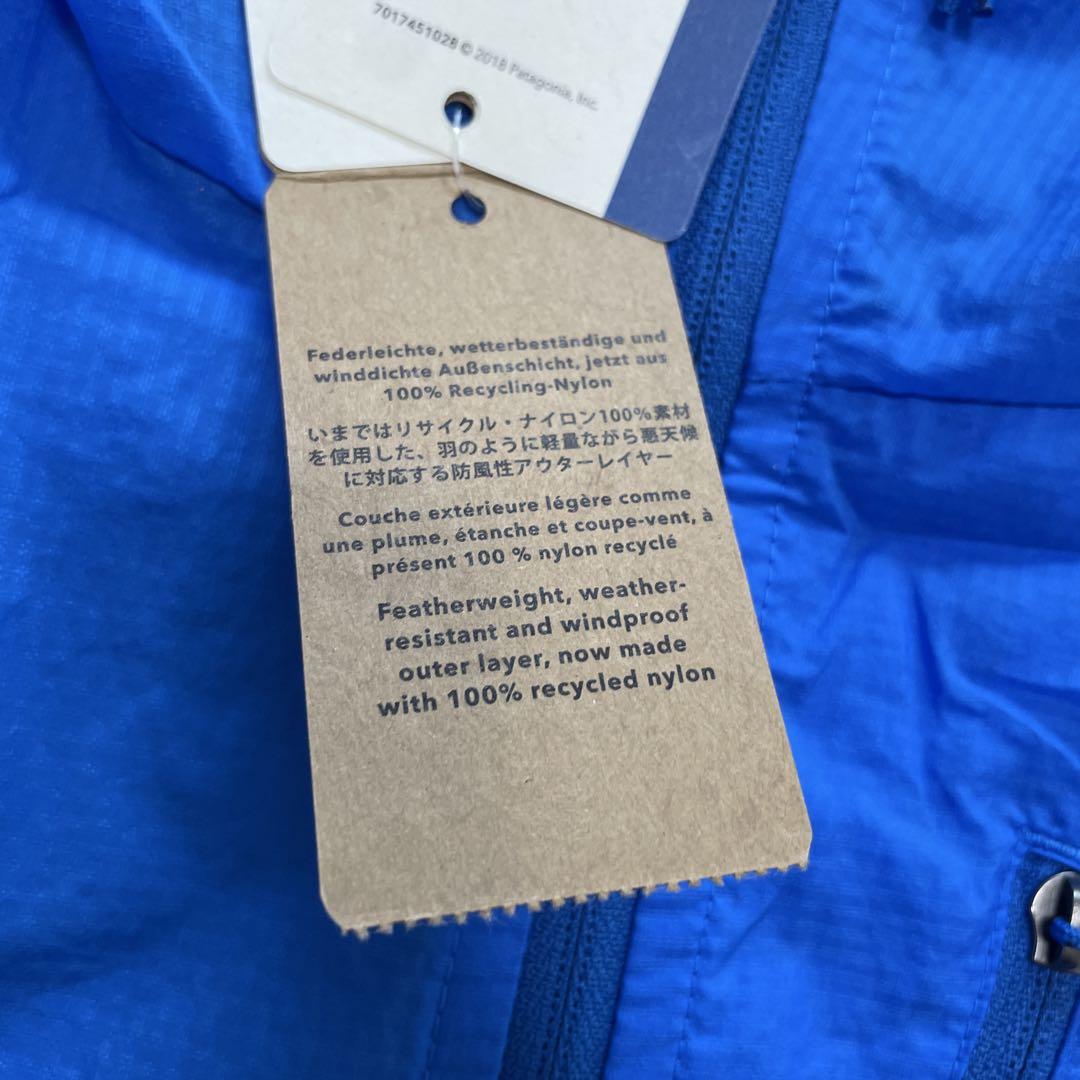 7017451028 © 2018 Patagonia, Inc.
Federleichte, wetterbeständige und
winddichte Außenschicht, jetzt aus
100% Recycling-Nylon
いまではリサイクル・ナイロン100%素材
を使用した、羽のように軽量ながら悪天候
に対応する防風性アウターレイヤー
Couche extérieure légère comme
une plume, étanche et coupe-vent, à
présent 100 % nylon recyclé
Featherweight, weather-
resistant and windproof
outer layer, now made
with 100% recycled nylon